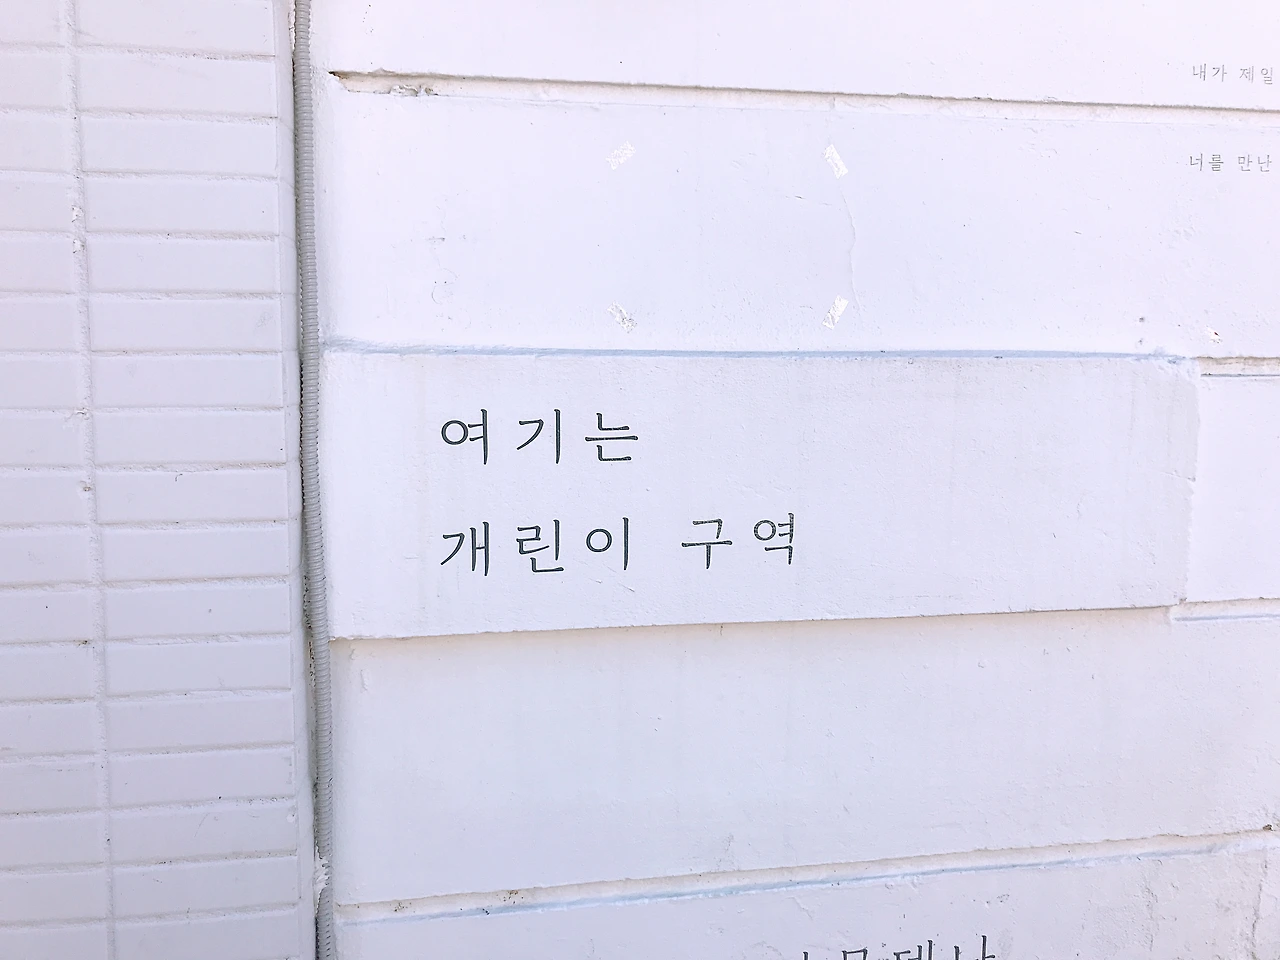 내가 제일
너를 만난
여기는
개린이 구역